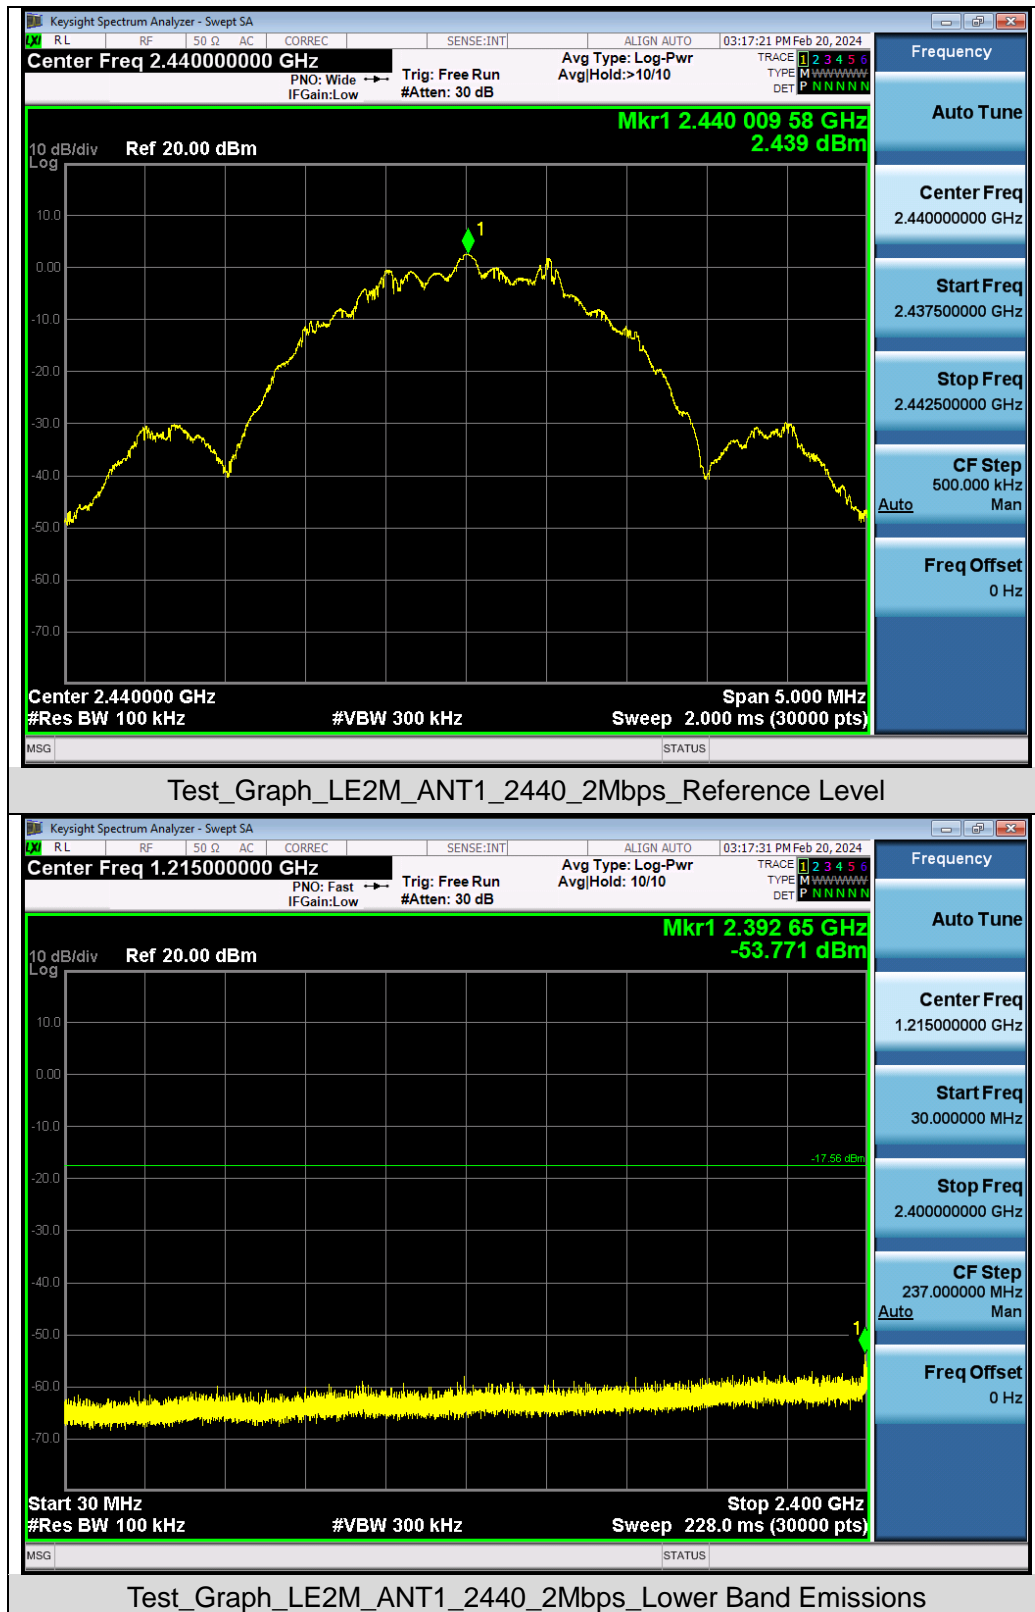 Keysight Spectrum Analyzer - Swept SA
LXI RL RF 50 Ω AC CORREC SENSE:INT ALIGN AUTO 03:17:21 PM Feb 20, 2024
Center Freq 2.440000000 GHz
PNO: Wide
IFGain:Low
Trig: Free Run
#Atten: 30 dB
Avg Type: Log-Pwr
Avg|Hold:>10/10
TRACE 1 2 3 4 5 6
TYPE M W W W W W
DET P N N N N N
Mkr1 2.440 009 58 GHz
2.439 dBm
10 dB/div
Log
Ref 20.00 dBm
10.0
0.00
-10.0
-20.0
-30.0
-40.0
-50.0
-60.0
-70.0
1
Center 2.440000 GHz
Span 5.000 MHz
#Res BW 100 kHz
#VBW 300 kHz
Sweep 2.000 ms (30000 pts)
MSG
STATUS
Frequency
Auto Tune
Center Freq
2.440000000 GHz
Start Freq
2.437500000 GHz
Stop Freq
2.442500000 GHz
CF Step
500.000 kHz
Auto Man
Freq Offset
0 Hz
Test_Graph_LE2M_ANT1_2440_2Mbps_Reference Level
Keysight Spectrum Analyzer - Swept SA
LXI RL RF 50 Ω AC CORREC SENSE:INT ALIGN AUTO 03:17:31 PM Feb 20, 2024
Center Freq 1.215000000 GHz
PNO: Fast
IFGain:Low
Trig: Free Run
#Atten: 30 dB
Avg Type: Log-Pwr
Avg|Hold: 10/10
TRACE 1 2 3 4 5 6
TYPE M W W W W W
DET P N N N N N
Mkr1 2.392 65 GHz
-53.771 dBm
10 dB/div
Log
Ref 20.00 dBm
10.0
0.00
-10.0
-20.0
-30.0
-40.0
-50.0
-60.0
-70.0
-17.56 dBm
1
Start 30 MHz
Stop 2.400 GHz
#Res BW 100 kHz
#VBW 300 kHz
Sweep 228.0 ms (30000 pts)
MSG
STATUS
Frequency
Auto Tune
Center Freq
1.215000000 GHz
Start Freq
30.000000 MHz
Stop Freq
2.400000000 GHz
CF Step
237.000000 MHz
Auto Man
Freq Offset
0 Hz
Test_Graph_LE2M_ANT1_2440_2Mbps_Lower Band Emissions